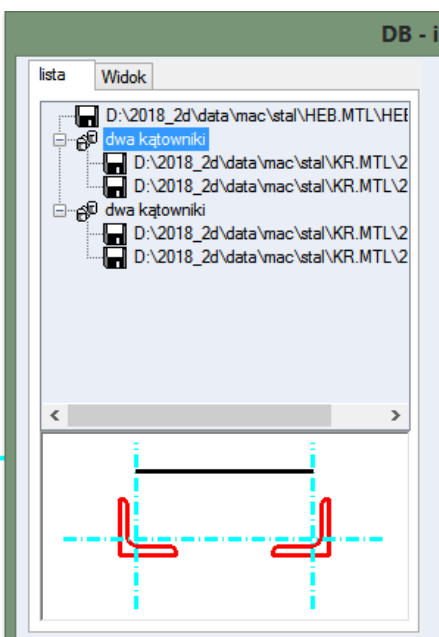 DB - i
lista Widok
D:\2018_2d\data\mac\stal\HEB.MTL\HEE
dwa kątowniki
D:\2018_2d\data\mac\stal\KR.MTL\2
D:\2018_2d\data\mac\stal\KR.MTL\2
dwa kątowniki
D:\2018_2d\data\mac\stal\KR.MTL\2
D:\2018_2d\data\mac\stal\KR.MTL\2